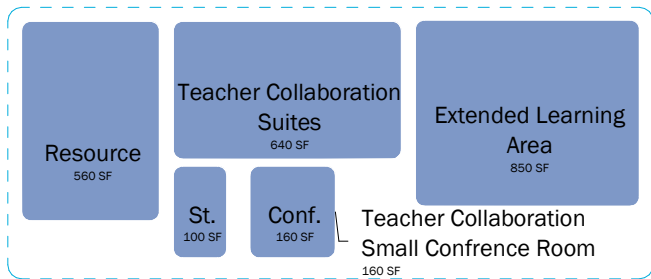 Resource
560 SF
Teacher Collaboration
Suites
640 SF
Extended Learning
Area
850 SF
St.
100 SF
Conf.
160 SF
Teacher Collaboration
Small Confrence Room
160 SF